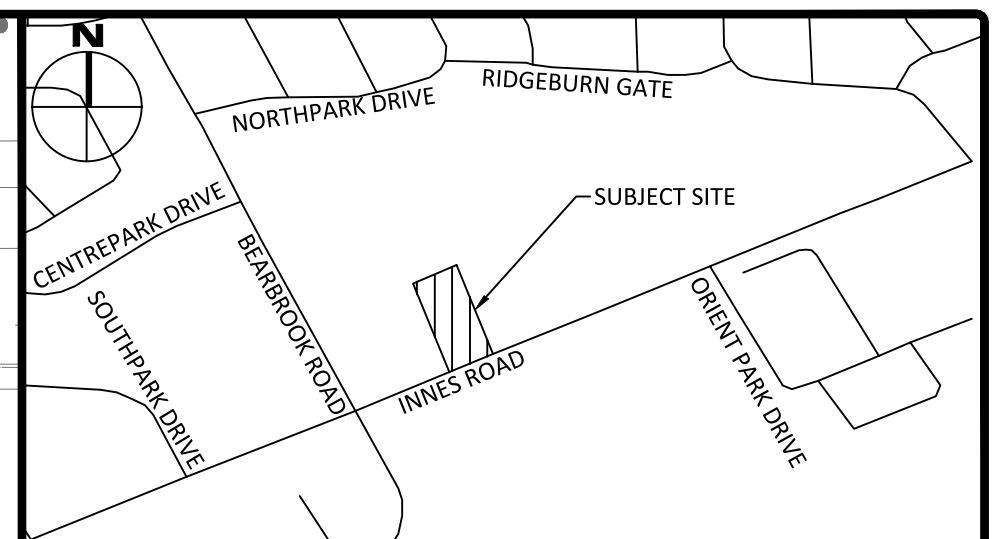 N
RIDGEBURN GATE
NORTHPARK DRIVE
SUBJECT SITE
CENTREPARK DRIVE
BEARBROOK ROAD
SOUTHPARK DRIVE
ORIENT PARK DRIVE
INNES ROAD